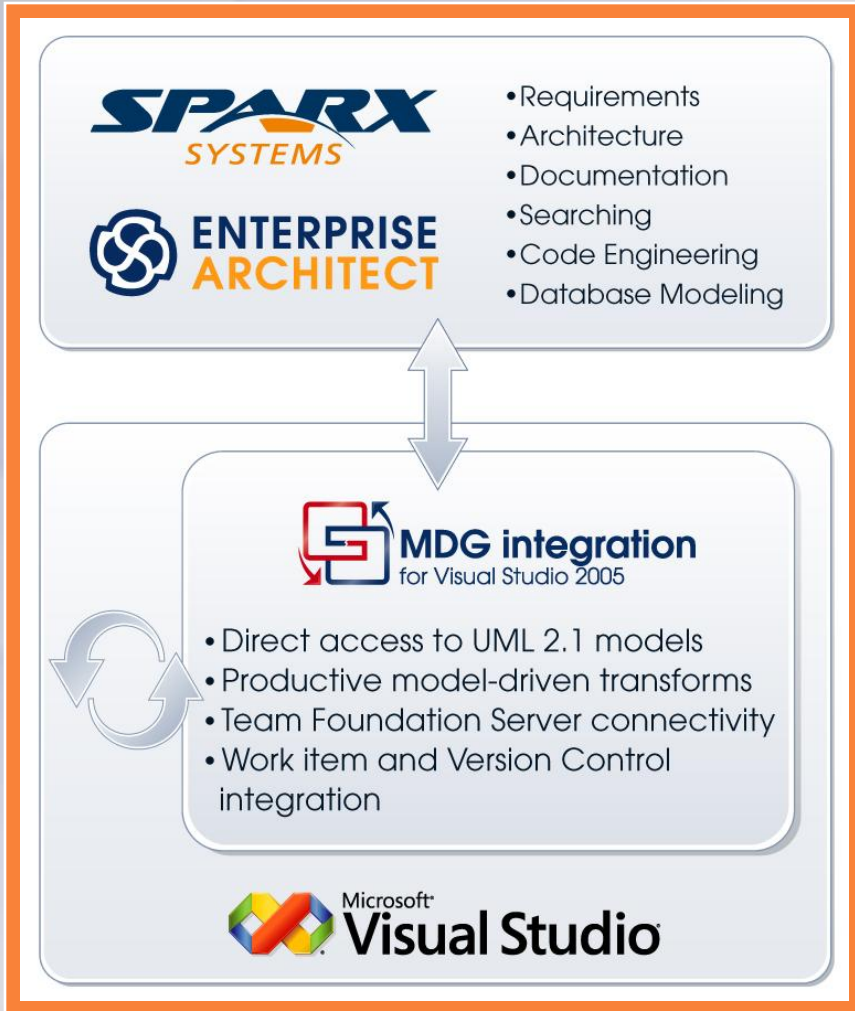 SPARX
SYSTEMS
ENTERPRISE
ARCHITECT
•Requirements
•Architecture
•Documentation
•Searching
•Code Engineering
•Database Modeling
MDG integration
for Visual Studio 2005
• Direct access to UML 2.1 models
• Productive model-driven transforms
• Team Foundation Server connectivity
• Work item and Version Control
integration
Microsoft®
Visual Studio